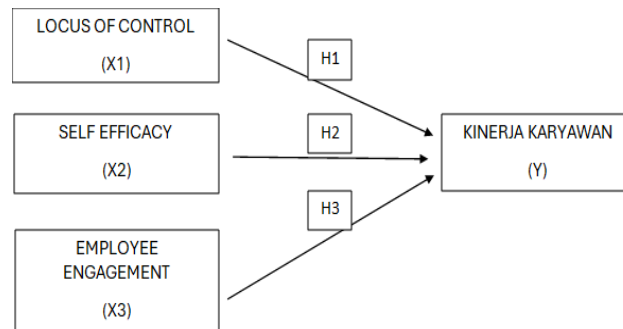 LOCUS OF CONTROL
(X1)
H1
SELF EFFICACY
(X2)
H2
KINERJA KARYAWAN
(Y)
H3
EMPLOYEE
ENGAGEMENT
(X3)